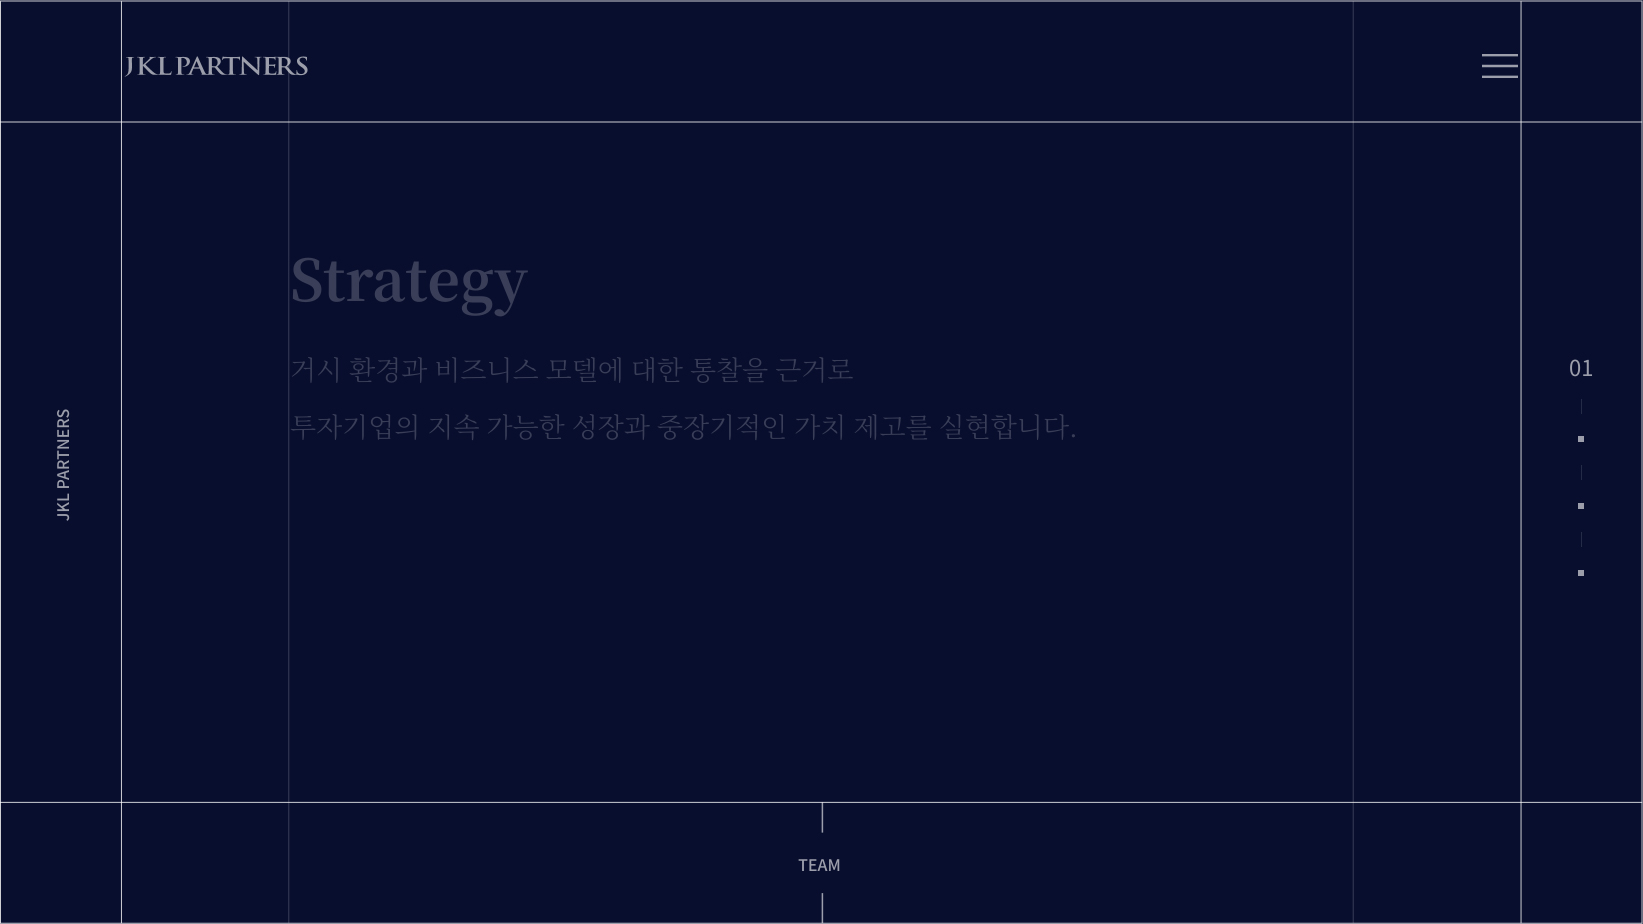 JKL PARTNERS
Strategy
거시 환경과 비즈니스 모델에 대한 통찰을 근거로
투자기업의 지속 가능한 성장과 중장기적인 가치 제고를 실현합니다.
JKL PARTNERS
01
TEAM